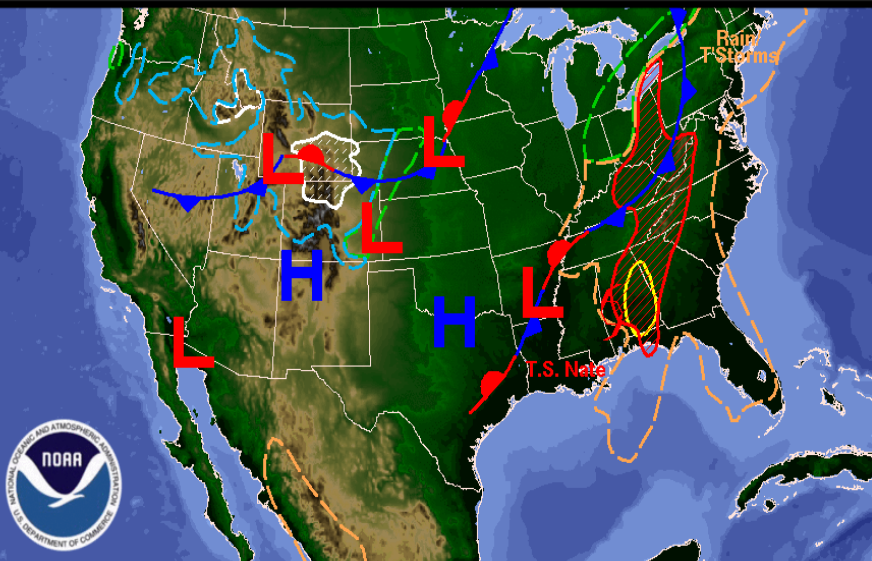 Rain
T'Storms
L
L
L
H
H
L
L
T.S. Nate
NATIONAL OCEANIC AND ATMOSPHERIC ADMINISTRATION
NOAA
U.S. DEPARTMENT OF COMMERCE